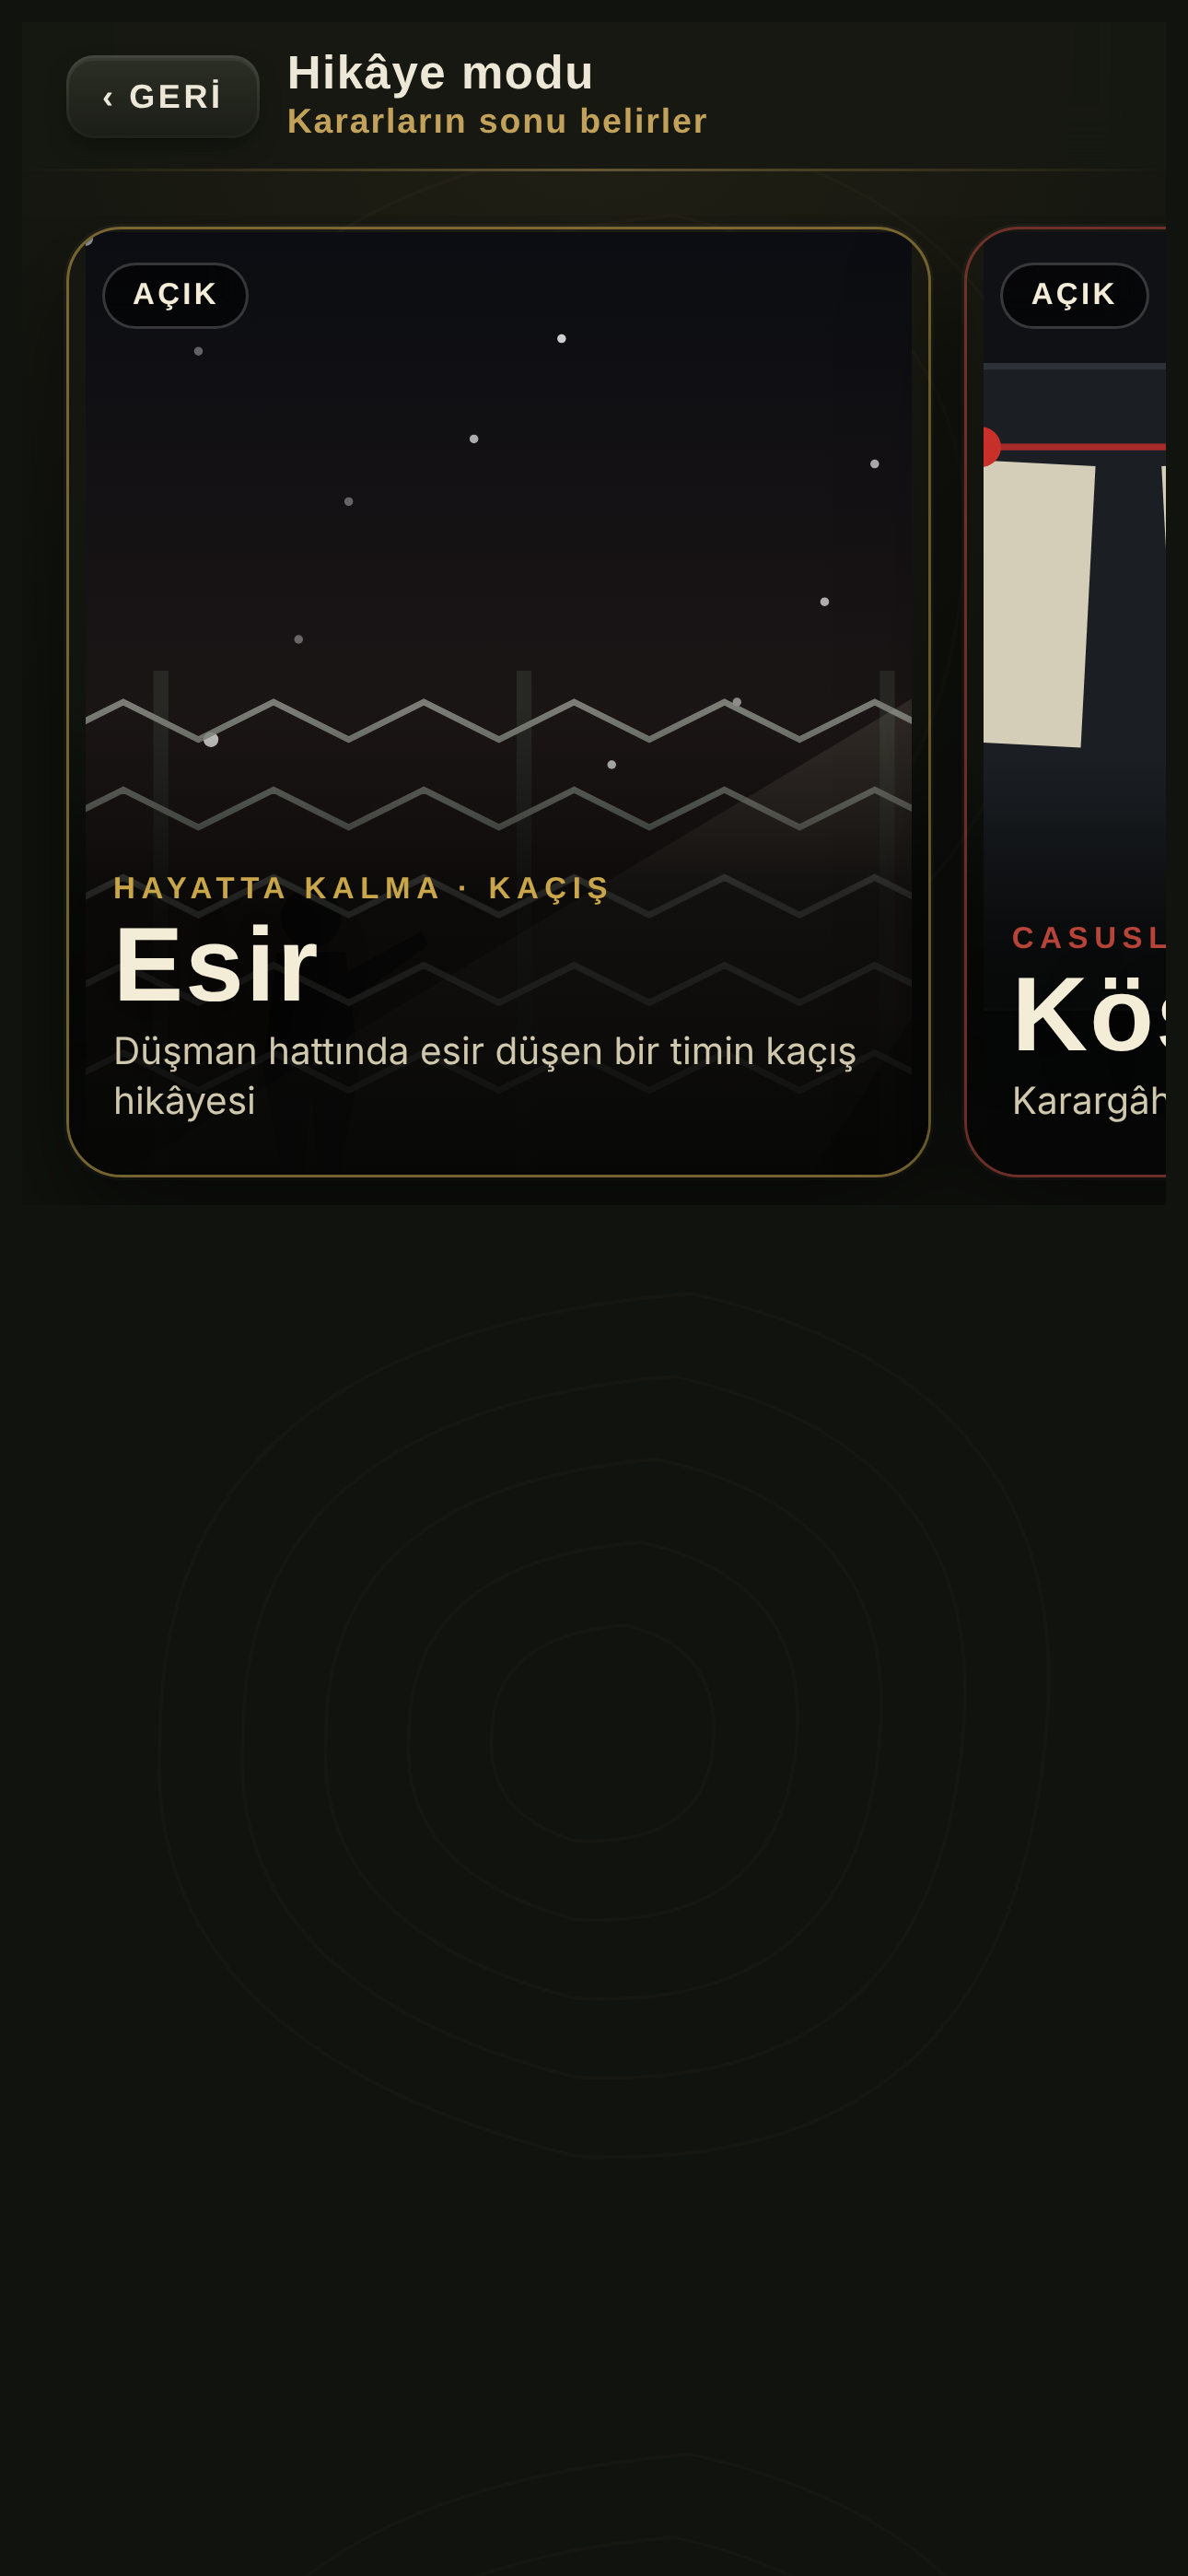 ‹ GERİ
Hikâye modu
Kararların sonu belirler
AÇIK
HAYATTA KALMA · KAÇIŞ
Esir
Düşman hattında esir düşen bir timin kaçış
hikâyesi
AÇIK